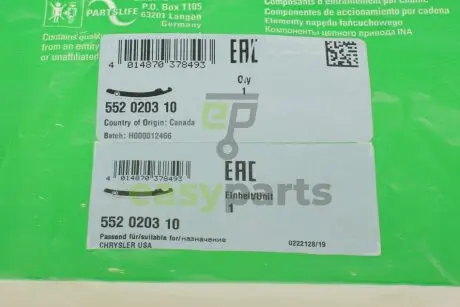 PARTSLIFE
P.O. Box 1105
63201 Langen
Germany
Contains qua
from an entity
or unaffiliated
Composants d'entraînement par chaîne
Componentes de accionamiento por cadena
Elementy napędu łańcuchowego
Компоненты цепного привода INA
4 014870 378493
EAC
Qty
1
552 0203 10
Country of Origin: Canada
Batch: H000012466
4 014870 378493
EAC
Einheit/Unit
1
552 0203 10
Passend für/suitable for/назначение
CHRYSLER USA
0222128/19
easyparts